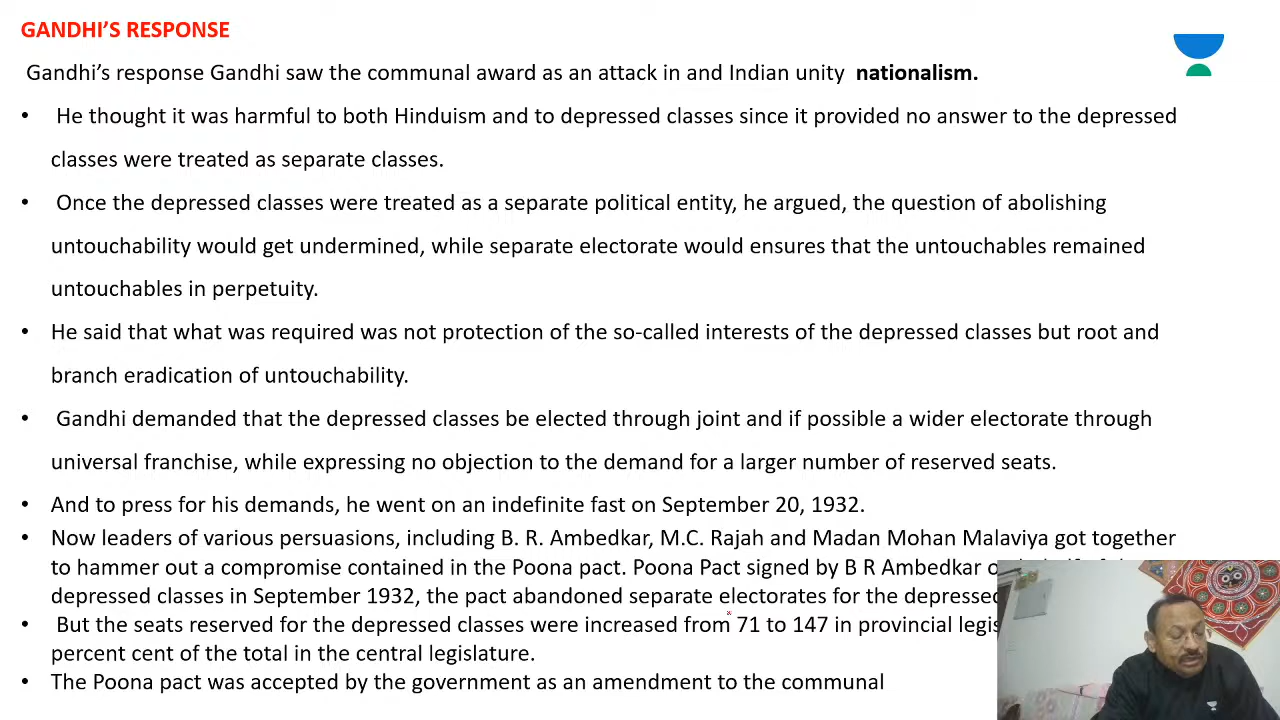 GANDHI'S RESPONSE
Gandhi's response Gandhi saw the communal award as an attack in and Indian unity nationalism.
• He thought it was harmful to both Hinduism and to depressed classes since it provided no answer to the depressed
classes were treated as separate classes.
• Once the depressed classes were treated as a separate political entity, he argued, the question of abolishing
untouchability would get undermined, while separate electorate would ensures that the untouchables remained
untouchables in perpetuity.
• He said that what was required was not protection of the so-called interests of the depressed classes but root and
branch eradication of untouchability.
• Gandhi demanded that the depressed classes be elected through joint and if possible a wider electorate through
universal franchise, while expressing no objection to the demand for a larger number of reserved seats.
• And to press for his demands, he went on an indefinite fast on September 20, 1932.
• Now leaders of various persuasions, including B. R. Ambedkar, M.C. Rajah and Madan Mohan Malaviya got together
to hammer out a compromise contained in the Poona pact. Poona Pact signed by B R Ambedkar
depressed classes in September 1932, the pact abandoned separate electorates for the depressed
• But the seats reserved for the depressed classes were increased from 71 to 147 in provincial
percent cent of the total in the central legislature.
• The Poona pact was accepted by the government as an amendment to the communal